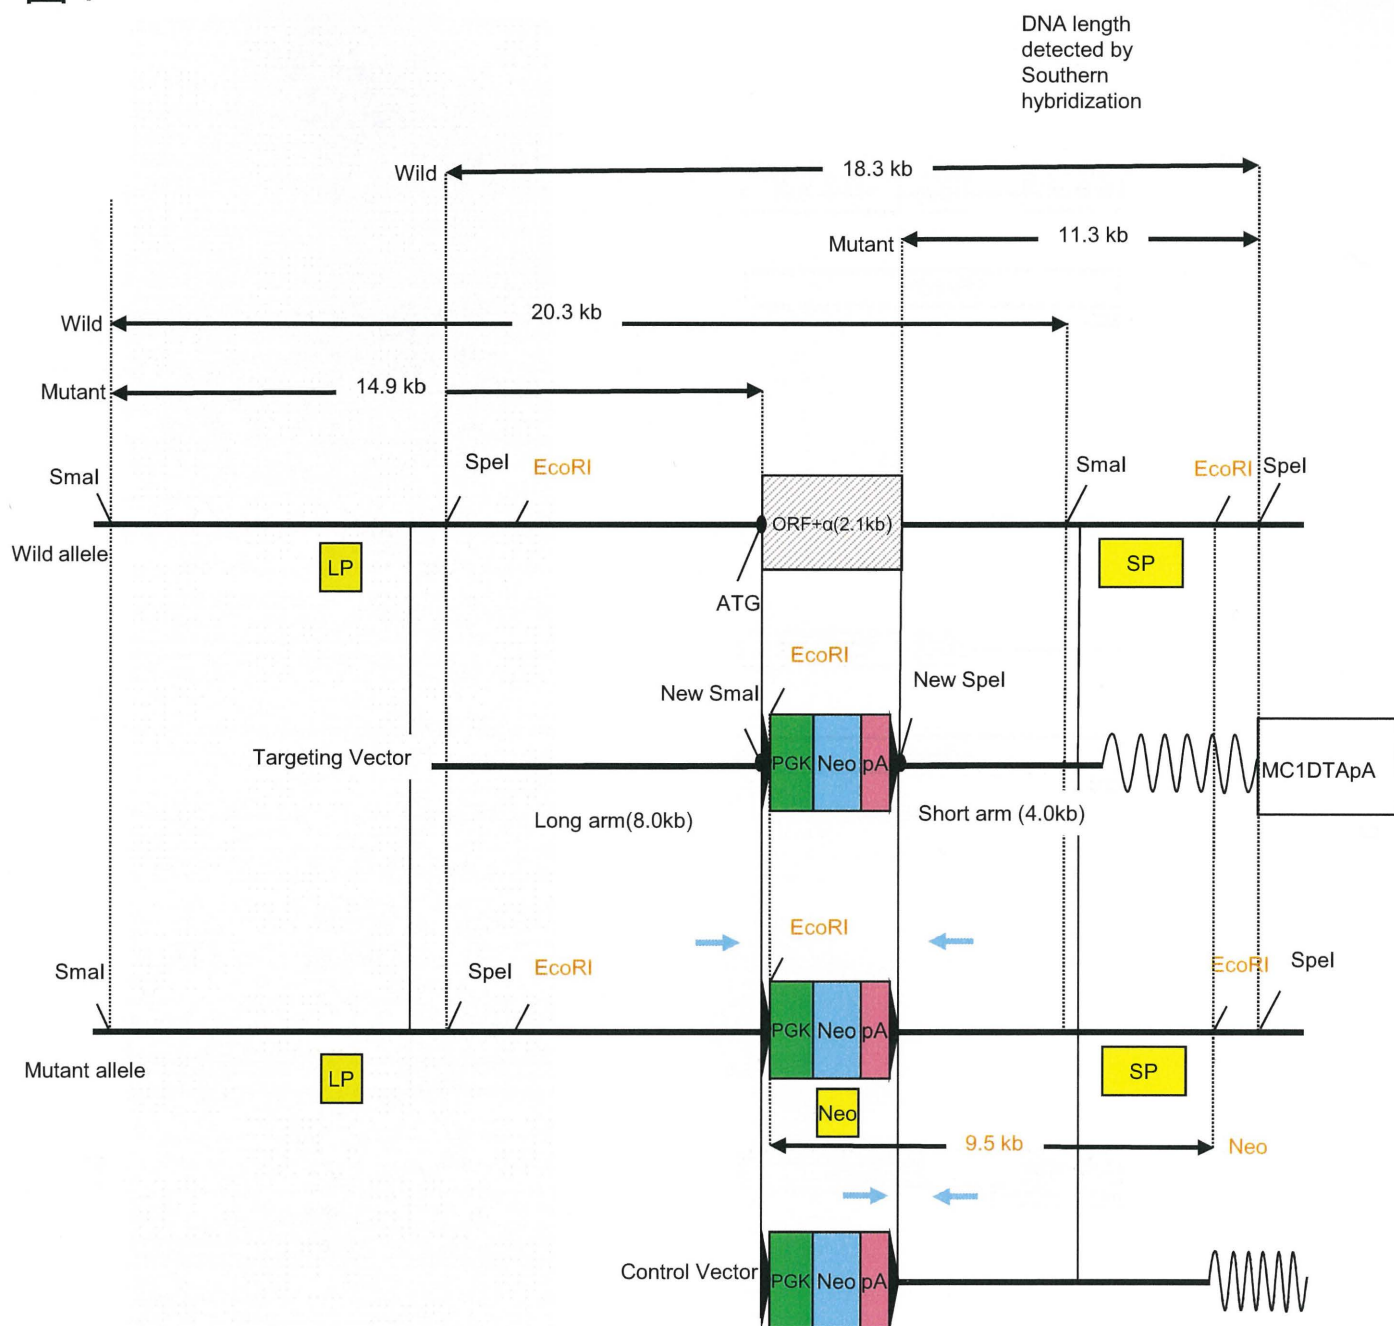 DNA length
detected by
Southern
hybridization
Wild
18.3 kb
Mutant
11.3 kb
Wild
20.3 kb
Mutant
14.9 kb
SmaI
SpeI
EcoRI
SmaI
EcoRI
SpeI
ORF+α(2.1kb)
Wild allele
LP
SP
ATG
EcoRI
New SmaI
New SpeI
Targeting Vector
PGK
Neo
pA
MC1DTApA
Long arm(8.0kb)
Short arm (4.0kb)
EcoRI
SmaI
SpeI
EcoRI
EcoRI
SpeI
PGK
Neo
pA
Mutant allele
LP
SP
Neo
9.5 kb
Neo
Control Vector
PGK
Neo
pA